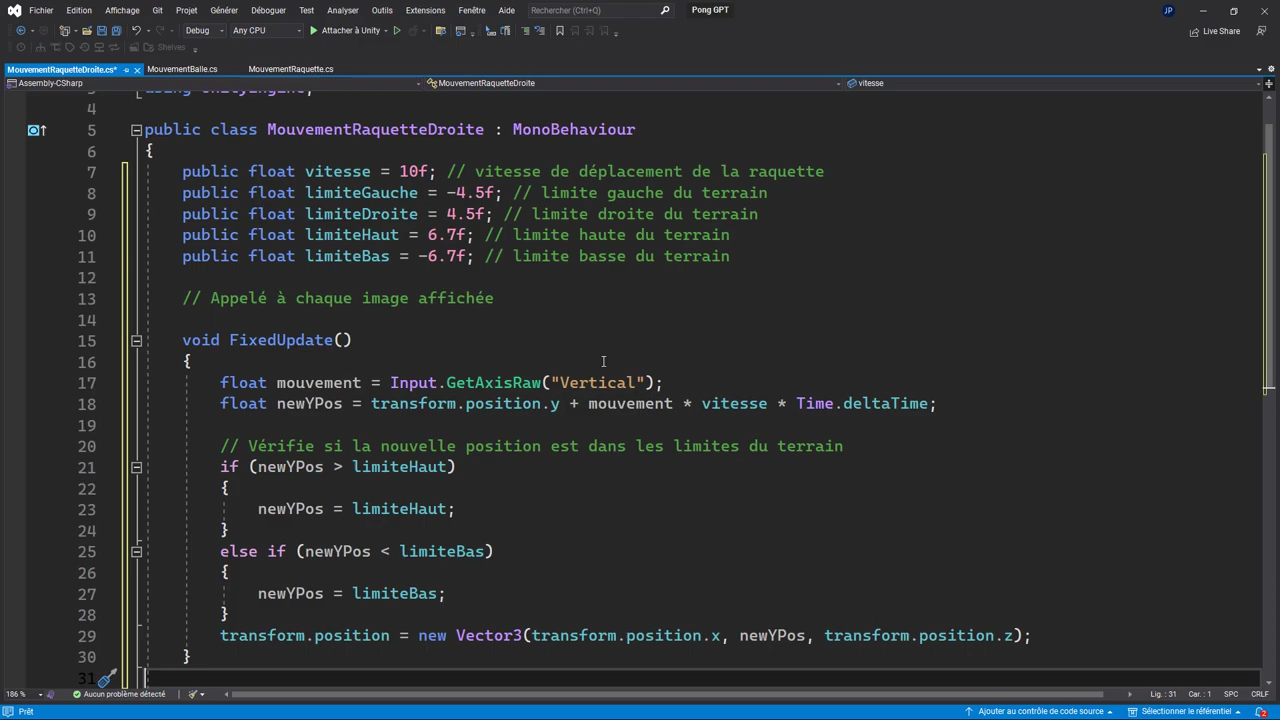 Fichier Edition Affichage Git Projet Générer Déboguer Test Analyser Outils Extensions Fenêtre Aide Rechercher (Ctrl+Q) Pong GPT JP
Debug Any CPU Attacher à Unity Live Share
Shelves
MouvementRaquetteDroite.cs* MouvementBalle.cs MouvementRaquette.cs
Assembly-CSharp MouvementRaquetteDroite vitesse
4
5 public class MouvementRaquetteDroite : MonoBehaviour
6 {
7 public float vitesse = 10f; // vitesse de déplacement de la raquette
8 public float limiteGauche = -4.5f; // limite gauche du terrain
9 public float limiteDroite = 4.5f; // limite droite du terrain
10 public float limiteHaut = 6.7f; // limite haute du terrain
11 public float limiteBas = -6.7f; // limite basse du terrain
12
13 // Appelé à chaque image affichée
14
15 void FixedUpdate()
16 {
17 float mouvement = Input.GetAxisRaw("Vertical");
18 float newYPos = transform.position.y + mouvement * vitesse * Time.deltaTime;
19
20 // Vérifie si la nouvelle position est dans les limites du terrain
21 if (newYPos > limiteHaut)
22 {
23 newYPos = limiteHaut;
24 }
25 else if (newYPos < limiteBas)
26 {
27 newYPos = limiteBas;
28 }
29 transform.position = new Vector3(transform.position.x, newYPos, transform.position.z);
30 }
31
186 % Aucun problème détecté Lig. : 31 Car. : 1 SPC CRLF
Prêt Ajouter au contrôle de code source Sélectionner le référentiel 2